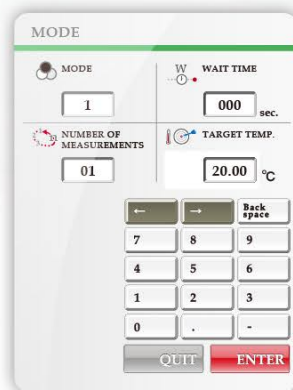 MODE
MODE
1
W WAIT TIME
000 sec.
NUMBER OF
MEASUREMENTS
01
TARGET TEMP.
20.00 °C
← → Back
space
7 8 9
4 5 6
1 2 3
0 . -
QUIT ENTER